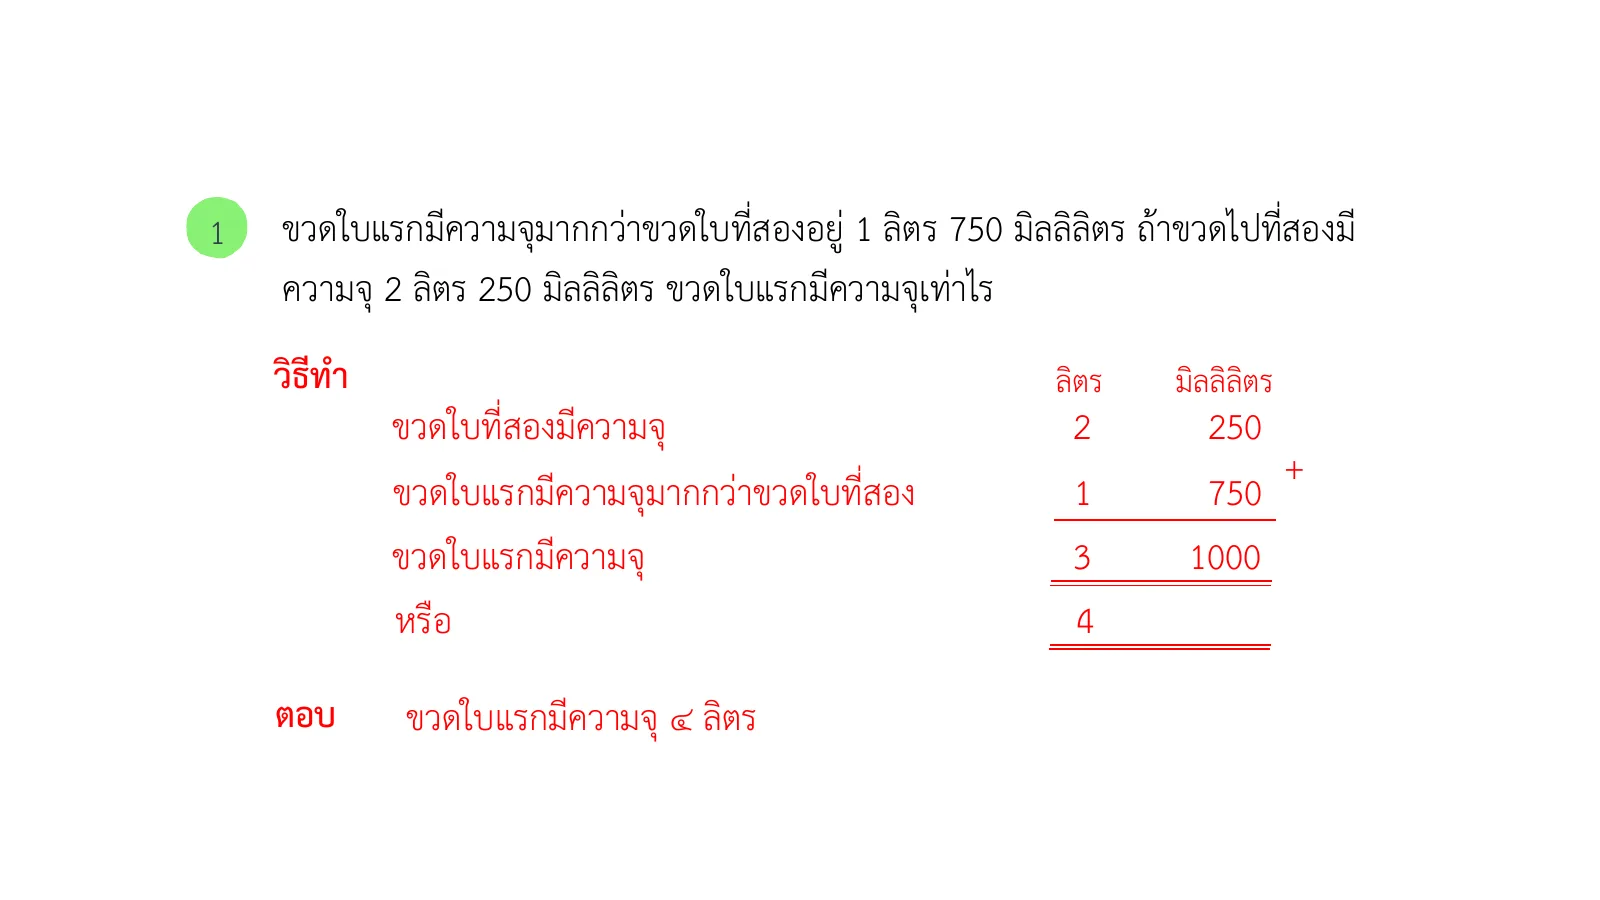 1 ขวดใบแรกมีความจุมากกว่าขวดใบที่สองอยู่ 1 ลิตร 750 มิลลิลิตร ถ้าขวดไปที่สองมี
ความจุ 2 ลิตร 250 มิลลิลิตร ขวดใบแรกมีความจุเท่าไร
วิธีทำ ลิตร มิลลิลิตร
ขวดใบที่สองมีความจุ 2 250
+
ขวดใบแรกมีความจุมากกว่าขวดใบที่สอง 1 750
ขวดใบแรกมีความจุ 3 1000
หรือ 4
ตอบ ขวดใบแรกมีความจุ ๔ ลิตร